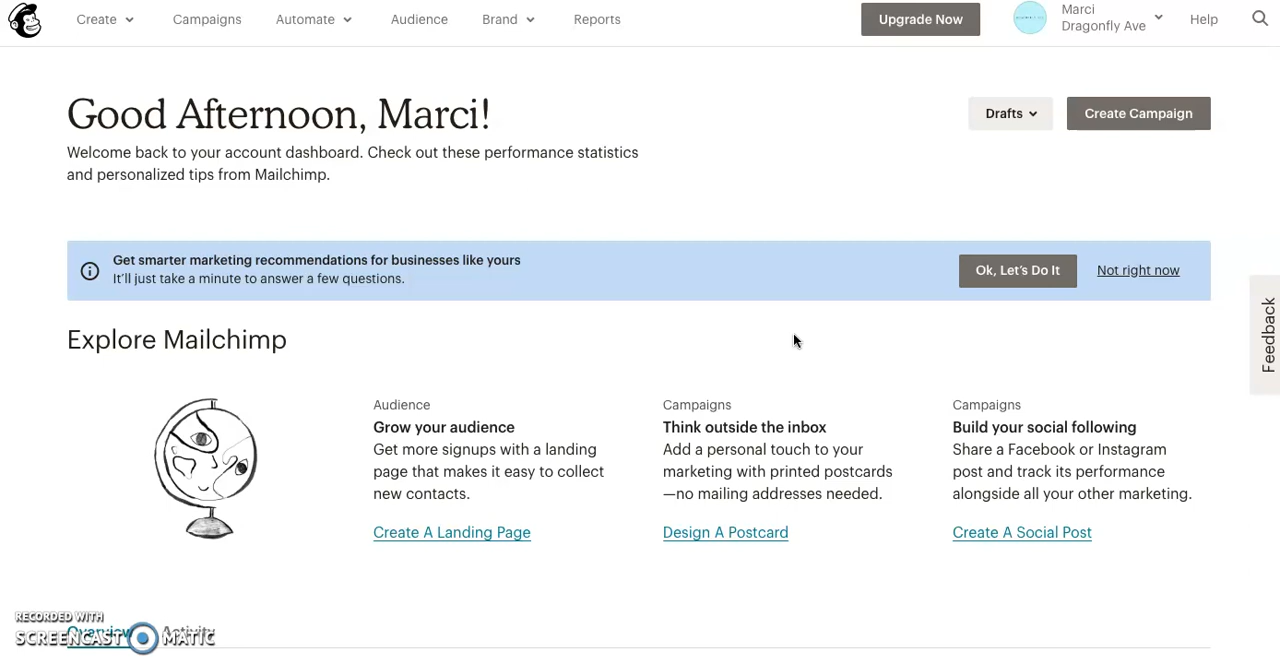 Create
Campaigns
Automate
Audience
Brand
Reports
Upgrade Now
Marci
Dragonfly Ave
Help
Good Afternoon, Marci!
Drafts
Create Campaign
Welcome back to your account dashboard. Check out these performance statistics
and personalized tips from Mailchimp.
Get smarter marketing recommendations for businesses like yours
It'll just take a minute to answer a few questions.
Ok, Let's Do It
Not right now
Feedback
Explore Mailchimp
Audience
Grow your audience
Get more signups with a landing
page that makes it easy to collect
new contacts.
Create A Landing Page
Campaigns
Think outside the inbox
Add a personal touch to your
marketing with printed postcards
—no mailing addresses needed.
Design A Postcard
Campaigns
Build your social following
Share a Facebook or Instagram
post and track its performance
alongside all your other marketing.
Create A Social Post
RECORDED WITH
SCREENCAST MATIC
Overview
Activity